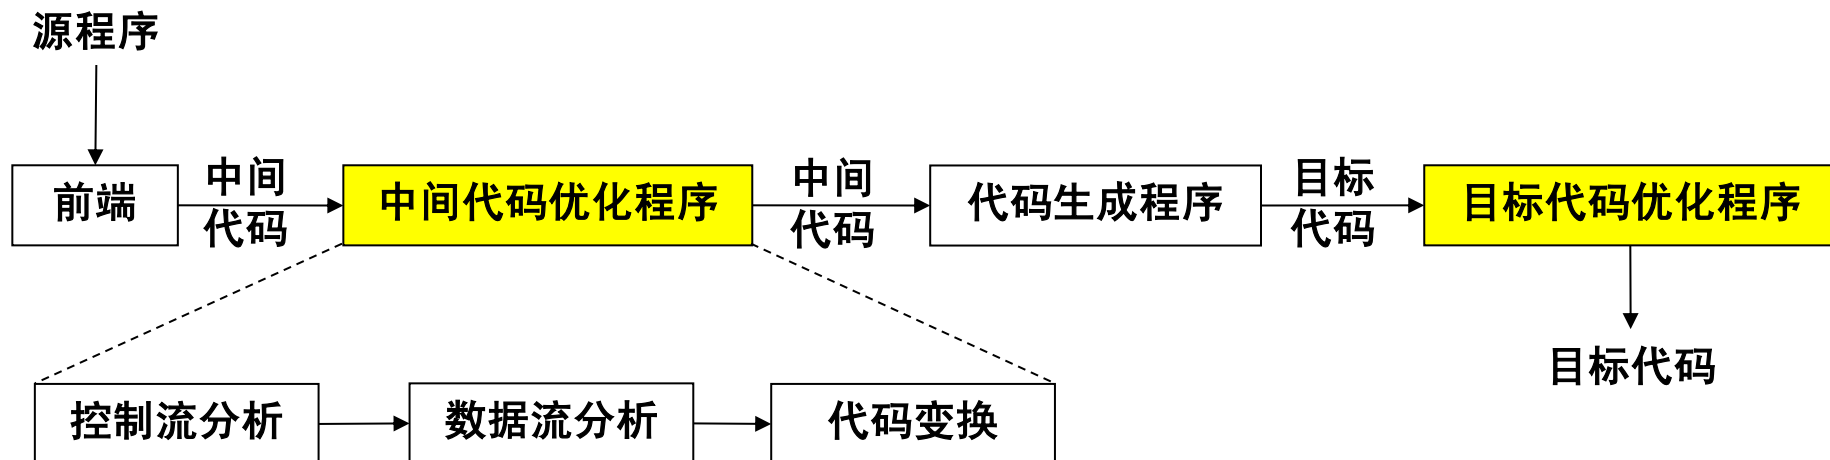 源程序
前端
中间
代码
中间代码优化程序
中间
代码
代码生成程序
目标
代码
目标代码优化程序
目标代码
控制流分析
数据流分析
代码变换